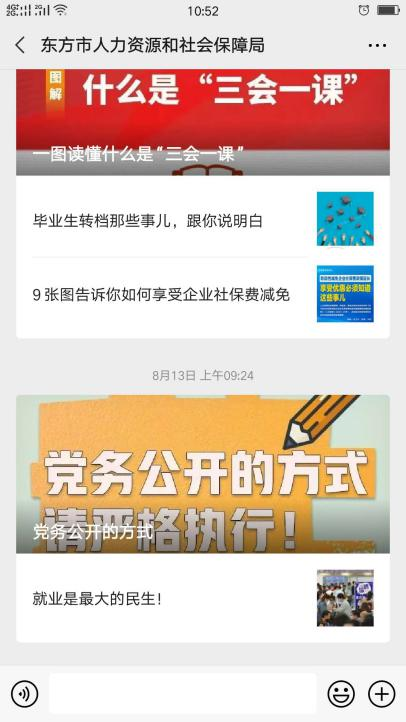 10:52
东方市人力资源和社会保障局
图解
什么是“三会一课”
一图读懂什么是“三会一课”
毕业生转档那些事儿，跟你说明白
9张图告诉你如何享受企业社保费减免
享受优惠必须知道
这些事儿
8月13日 上午09:24
党务公开的方式
请严格执行！
党务公开的方式
就业是最大的民生！